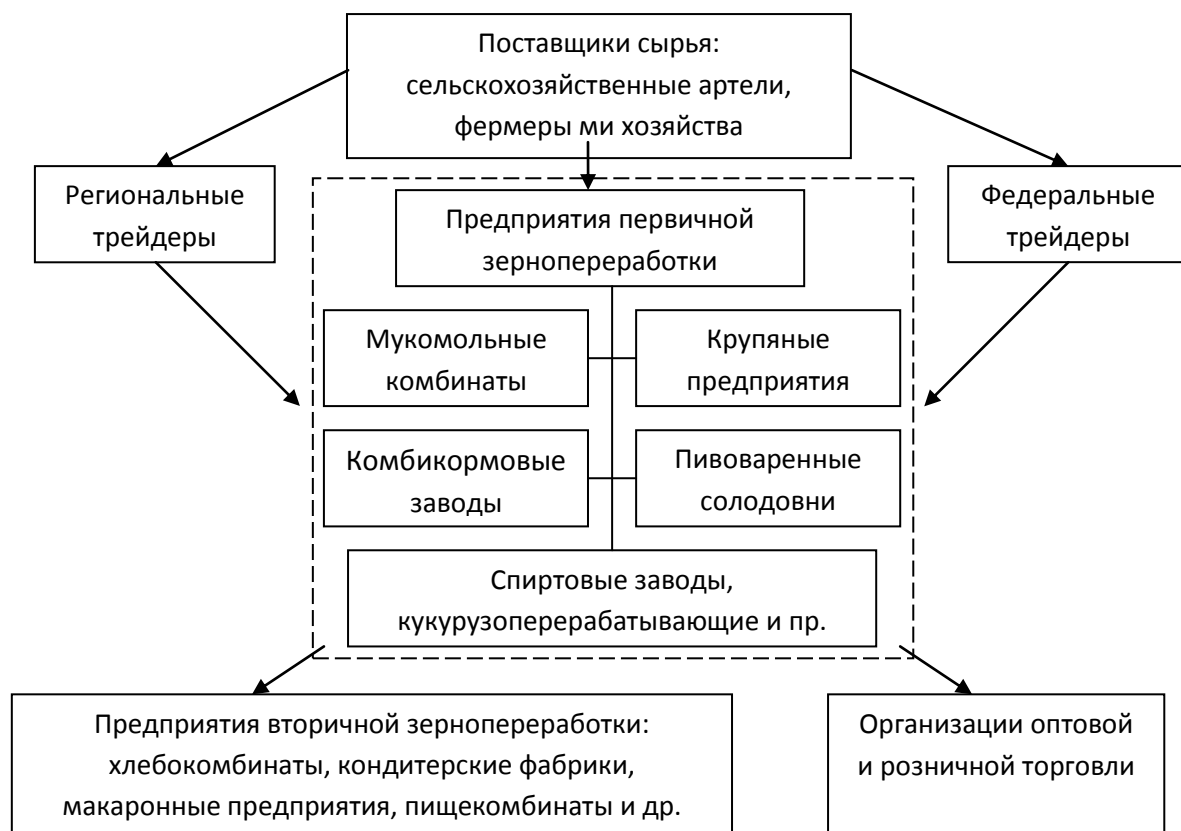 Поставщики сырья:
сельскохозяйственные артели,
фермеры ми хозяйства
Региональные
трейдеры
Федеральные
трейдеры
Предприятия первичной
зернопереработки
Мукомольные
комбинаты
Крупяные
предприятия
Комбикормовые
заводы
Пивоваренные
солодовни
Спиртовые заводы,
кукурузоперерабатывающие и пр.
Предприятия вторичной зернопереработки:
хлебокомбинаты, кондитерские фабрики,
макаронные предприятия, пищекомбинаты и др.
Организации оптовой
и розничной торговли